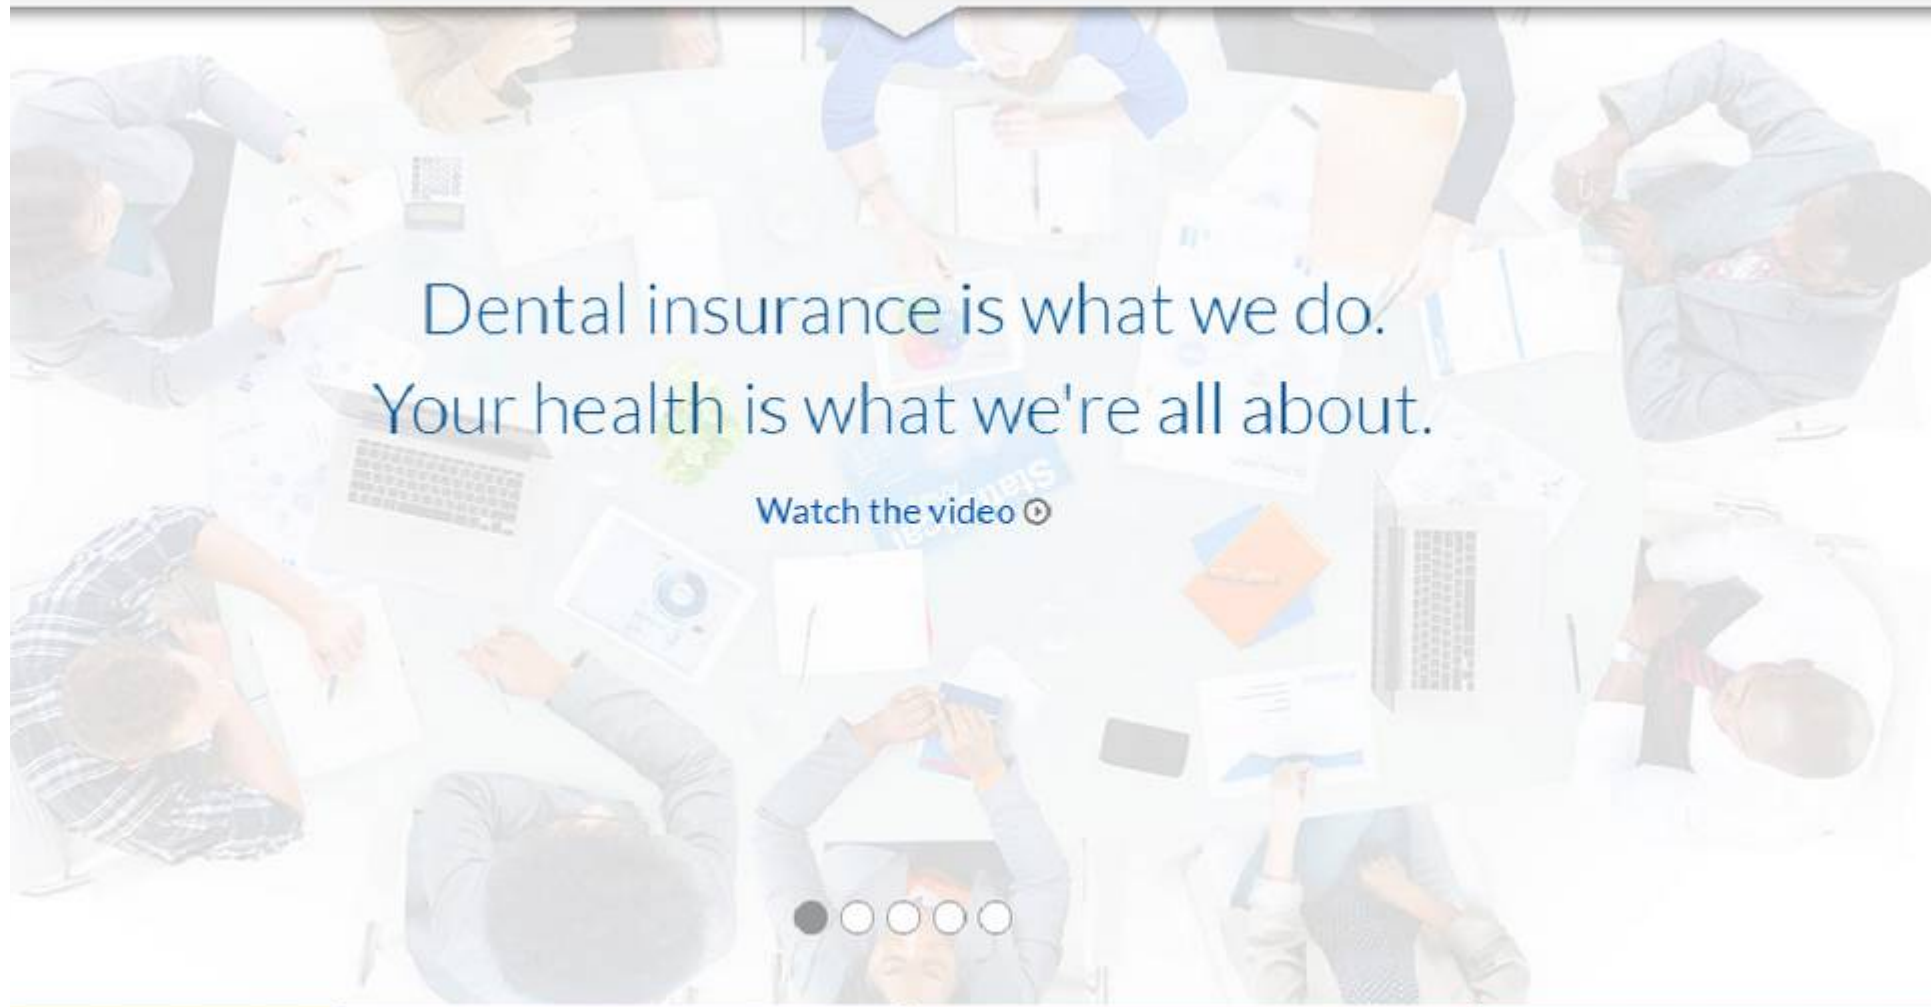 Dental insurance is what we do.
Your health is what we're all about.
Watch the video